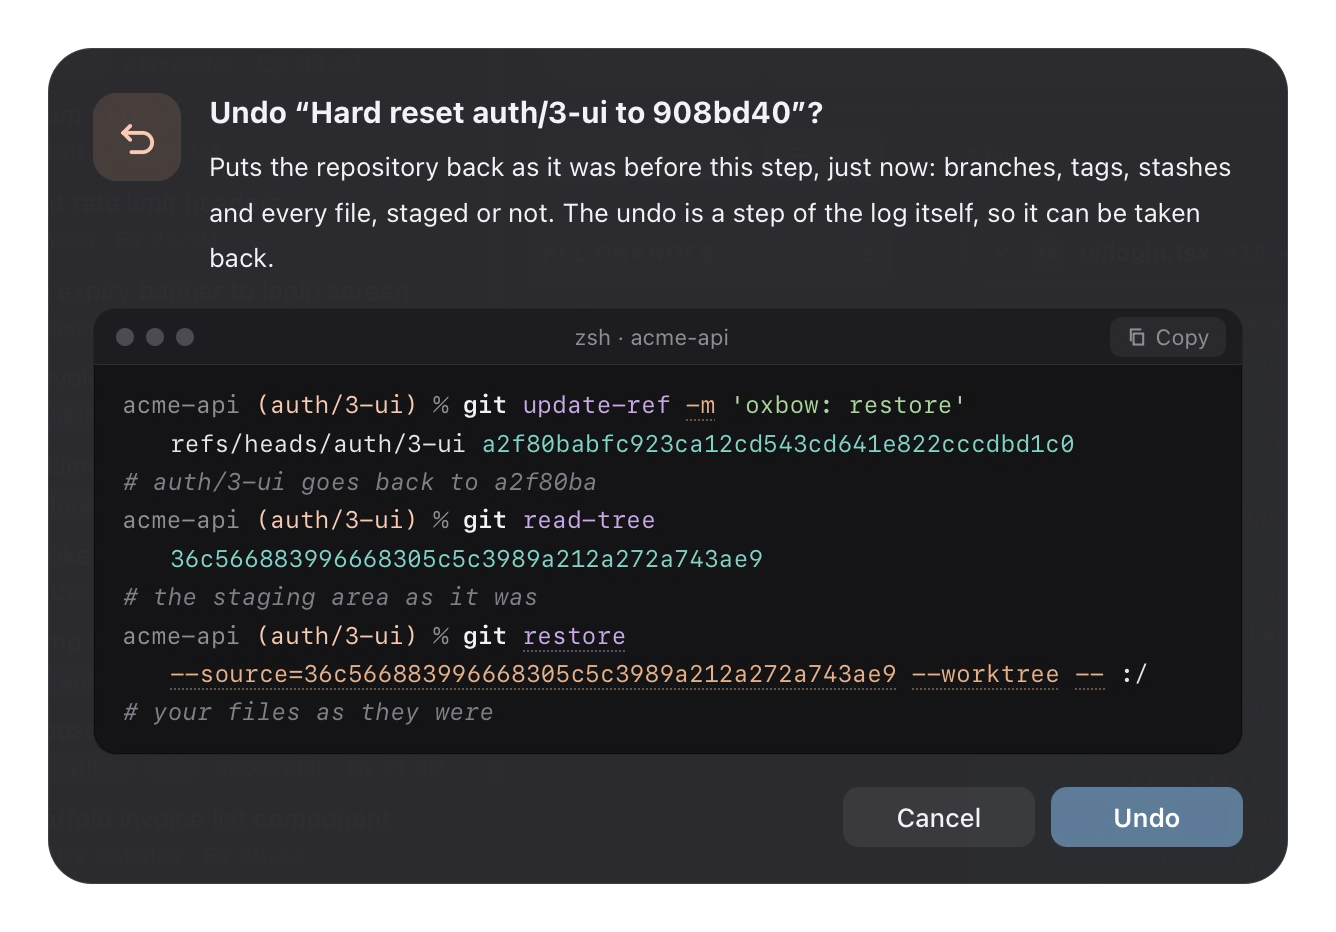 Undo “Hard reset auth/3-ui to 908bd40”?
Puts the repository back as it was before this step, just now: branches, tags, stashes
and every file, staged or not. The undo is a step of the log itself, so it can be taken
back.
zsh · acme-api
Copy
acme-api (auth/3-ui) % git update-ref -m 'oxbow: restore'
refs/heads/auth/3-ui a2f80babfc923ca12cd543cd641e822cccdbd1c0
# auth/3-ui goes back to a2f80ba
acme-api (auth/3-ui) % git read-tree
36c566883996668305c5c3989a212a272a743ae9
# the staging area as it was
acme-api (auth/3-ui) % git restore
--source=36c566883996668305c5c3989a212a272a743ae9 --worktree -- :/
# your files as they were
Cancel
Undo